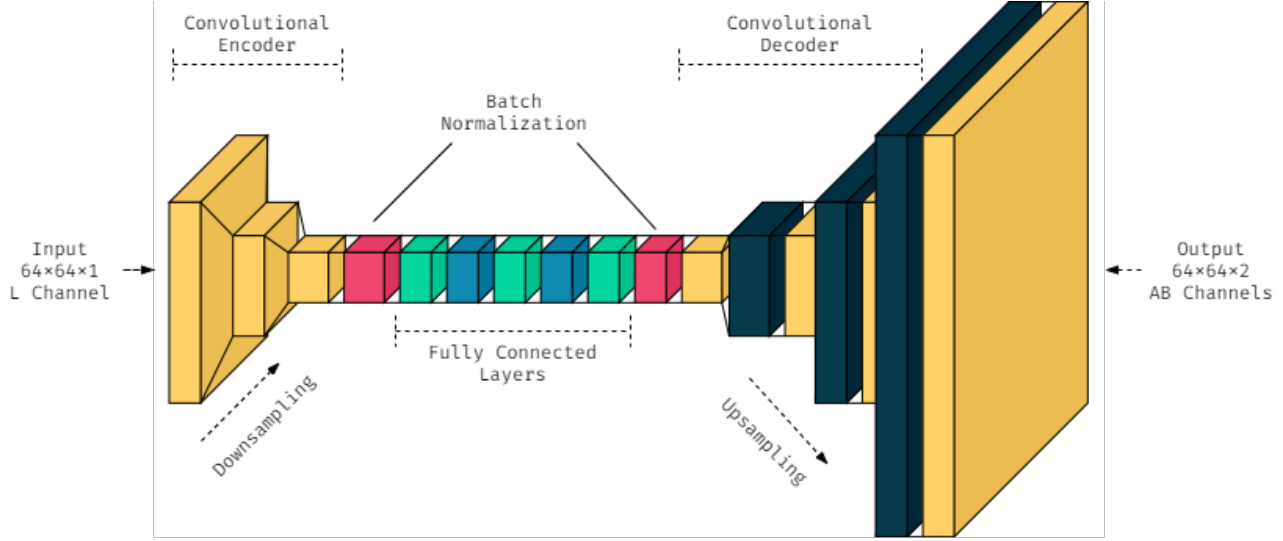 Convolutional
Encoder
Convolutional
Decoder
Batch
Normalization
Input
64×64×1
L Channel
Output
64×64×2
AB Channels
Fully Connected
Layers
Downsampling
Upsampling